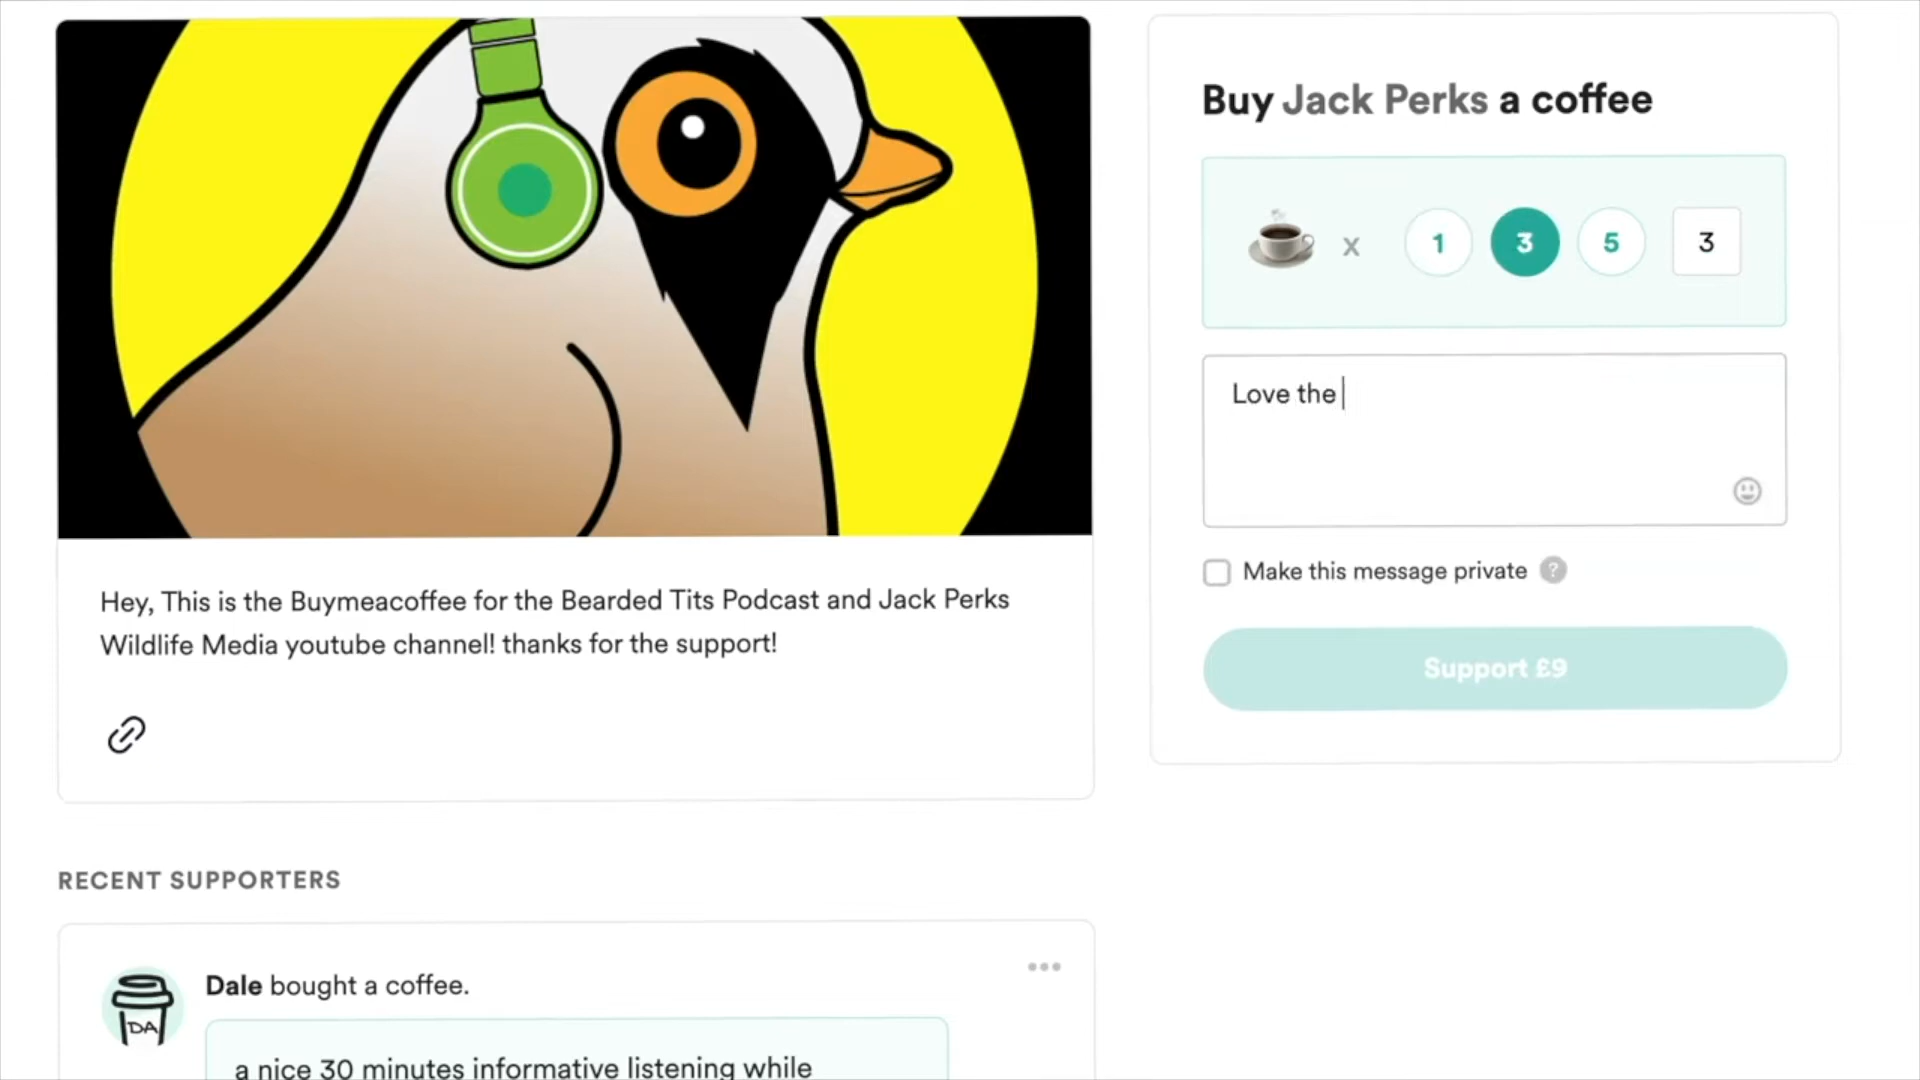 Buy Jack Perks a coffee
x 1 3 5 3
Love the
Make this message private ?
Support £9
Hey, This is the Buymeacoffee for the Bearded Tits Podcast and Jack Perks
Wildlife Media youtube channel! thanks for the support!
RECENT SUPPORTERS
DA
Dale bought a coffee.
a nice 30 minutes informative listening while